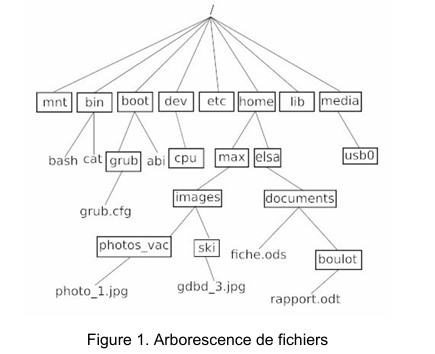 /
mnt bin boot dev etc home lib media
bash cat grub abi cpu max elsa usb0
grub.cfg images documents
photos_vac ski fiche.ods boulot
photo_1.jpg gdbd_3.jpg rapport.odt
Figure 1. Arborescence de fichiers